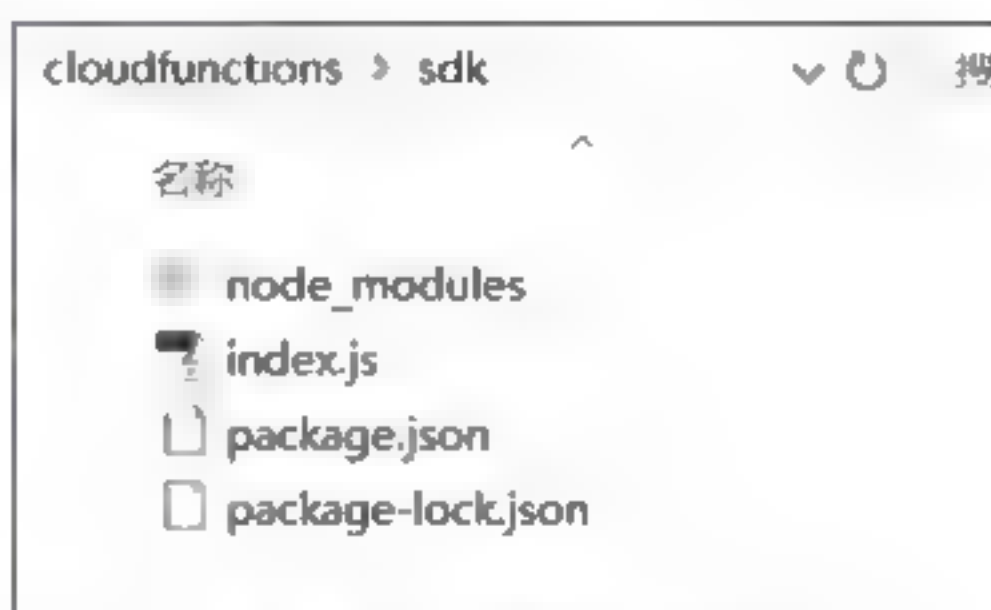 cloudfunctions > sdk
名称
node_modules
index.js
package.json
package-lock.json